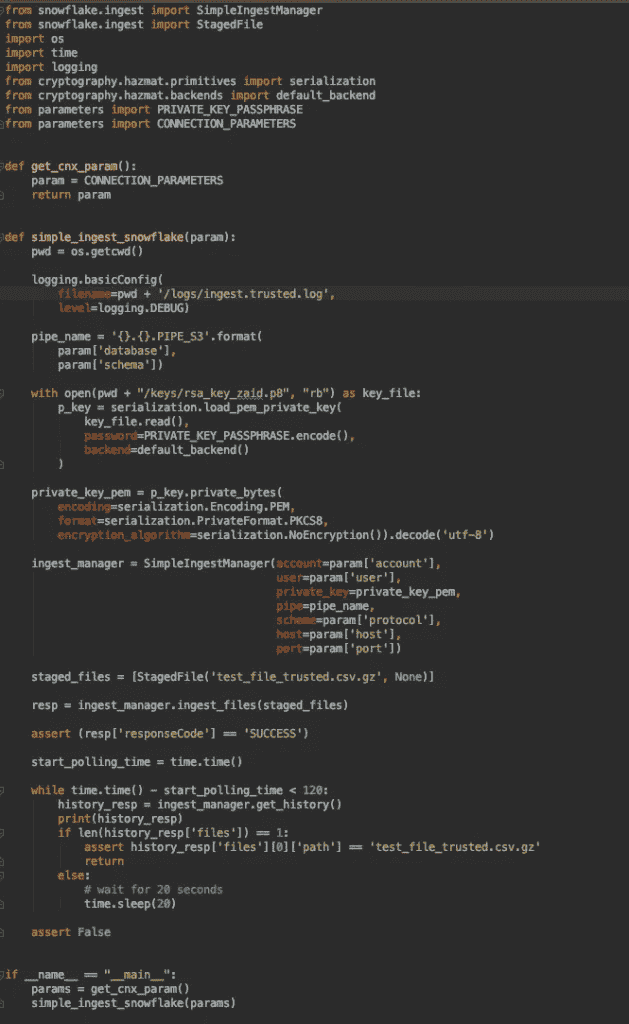 from snowflake.ingest import SimpleIngestManager
from snowflake.ingest import StagedFile
import os
import time
import logging
from cryptography.hazmat.primitives import serialization
from cryptography.hazmat.backends import default_backend
from parameters import PRIVATE_KEY_PASSPHRASE
from parameters import CONNECTION_PARAMETERS
def get_cnx_param():
param = CONNECTION_PARAMETERS
return param
def simple_ingest_snowflake(param):
pwd = os.getcwd()
logging.basicConfig(
filename=pwd + '/logs/ingest.trusted.log',
level=logging.DEBUG)
pipe_name = '{}.{}.PIPE_S3'.format(
param['database'],
param['schema'])
with open(pwd + "/keys/rsa_key_zaid.p8", "rb") as key_file:
p_key = serialization.load_pem_private_key(
key_file.read(),
password=PRIVATE_KEY_PASSPHRASE.encode(),
backend=default_backend()
)
private_key_pem = p_key.private_bytes(
encoding=serialization.Encoding.PEM,
format=serialization.PrivateFormat.PKCS8,
encryption_algorithm=serialization.NoEncryption()).decode('utf-8')
ingest_manager = SimpleIngestManager(account=param['account'],
user=param['user'],
private_key=private_key_pem,
pipe=pipe_name,
scheme=param['protocol'],
host=param['host'],
port=param['port'])
staged_files = [StagedFile('test_file_trusted.csv.gz', None)]
resp = ingest_manager.ingest_files(staged_files)
assert (resp['responseCode'] == 'SUCCESS')
start_polling_time = time.time()
while time.time() - start_polling_time < 120:
history_resp = ingest_manager.get_history()
print(history_resp)
if len(history_resp['files']) == 1:
assert history_resp['files'][0]['path'] == 'test_file_trusted.csv.gz'
return
else:
# wait for 20 seconds
time.sleep(20)
assert False
if __name__ == "__main__":
params = get_cnx_param()
simple_ingest_snowflake(params)